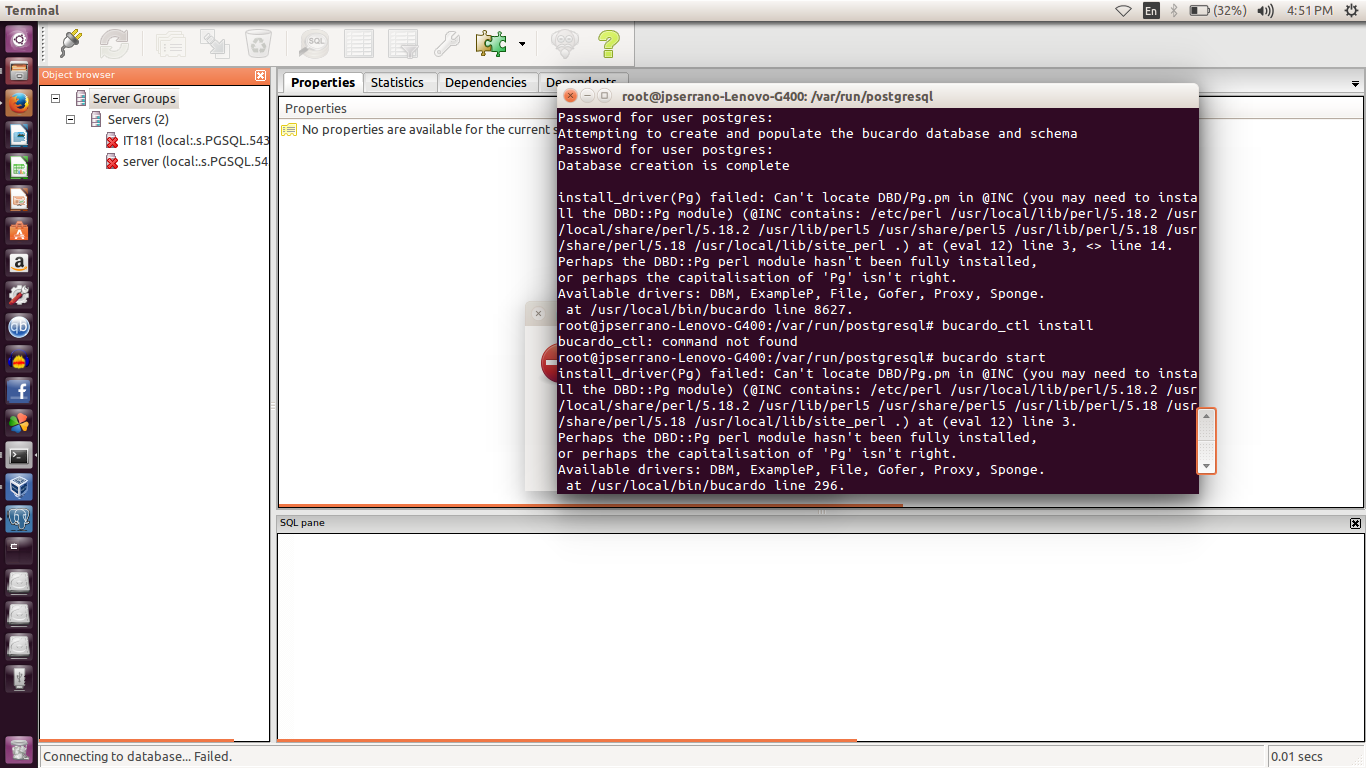 Terminal
En
(32%)
4:51 PM
SQL
Object browser
Server Groups
Servers (2)
IT181 (local:.s.PGSQL.543
server (local:.s.PGSQL.54
Properties
Statistics
Dependencies
Dependents
Properties
No properties are available for the current s
root@jpserrano-Lenovo-G400: /var/run/postgresql
Password for user postgres:
Attempting to create and populate the bucardo database and schema
Password for user postgres:
Database creation is complete
install_driver(Pg) failed: Can't locate DBD/Pg.pm in @INC (you may need to insta
ll the DBD::Pg module) (@INC contains: /etc/perl /usr/local/lib/perl/5.18.2 /usr
/local/share/perl/5.18.2 /usr/lib/perl5 /usr/share/perl5 /usr/lib/perl/5.18 /usr
/share/perl/5.18 /usr/local/lib/site_perl .) at (eval 12) line 3, <> line 14.
Perhaps the DBD::Pg perl module hasn't been fully installed,
or perhaps the capitalisation of 'Pg' isn't right.
Available drivers: DBM, ExampleP, File, Gofer, Proxy, Sponge.
 at /usr/local/bin/bucardo line 8627.
root@jpserrano-Lenovo-G400:/var/run/postgresql# bucardo_ctl install
bucardo_ctl: command not found
root@jpserrano-Lenovo-G400:/var/run/postgresql# bucardo start
install_driver(Pg) failed: Can't locate DBD/Pg.pm in @INC (you may need to insta
ll the DBD::Pg module) (@INC contains: /etc/perl /usr/local/lib/perl/5.18.2 /usr
/local/share/perl/5.18.2 /usr/lib/perl5 /usr/share/perl5 /usr/lib/perl/5.18 /usr
/share/perl/5.18 /usr/local/lib/site_perl .) at (eval 12) line 3.
Perhaps the DBD::Pg perl module hasn't been fully installed,
or perhaps the capitalisation of 'Pg' isn't right.
Available drivers: DBM, ExampleP, File, Gofer, Proxy, Sponge.
 at /usr/local/bin/bucardo line 296.
SQL pane
Connecting to database... Failed.
0.01 secs